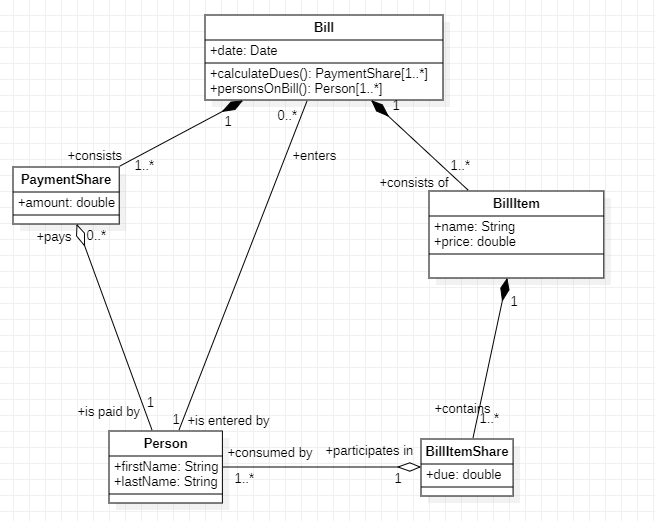 Bill
+date: Date
+calculateDues(): PaymentShare[1..*]
+personsOnBill(): Person[1..*]
1
0..*
1
+consists
1..*
+enters
1..*
+consists of
PaymentShare
+amount: double
BillItem
+name: String
+price: double
+pays
0..*
1
+is paid by
1
1
+is entered by
+contains
1..*
Person
+firstName: String
+lastName: String
+consumed by
1..*
+participates in
1
BillItemShare
+due: double